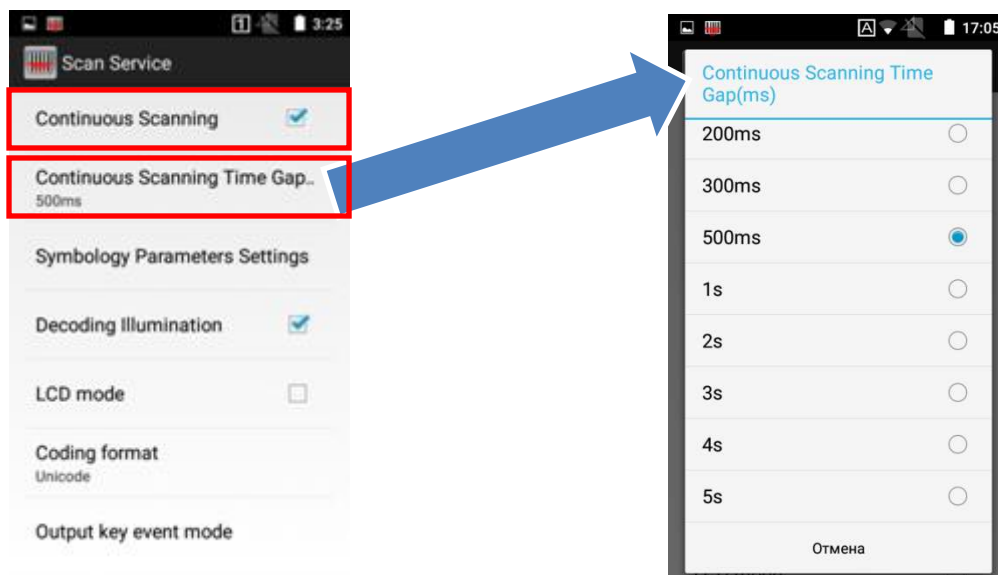 1 3:25
Scan Service
Continuous Scanning
Continuous Scanning Time Gap..
500ms
Symbology Parameters Settings
Decoding Illumination
LCD mode
Coding format
Unicode
Output key event mode
A 17:05
Continuous Scanning Time
Gap(ms)
200ms
300ms
500ms
1s
2s
3s
4s
5s
Отмена